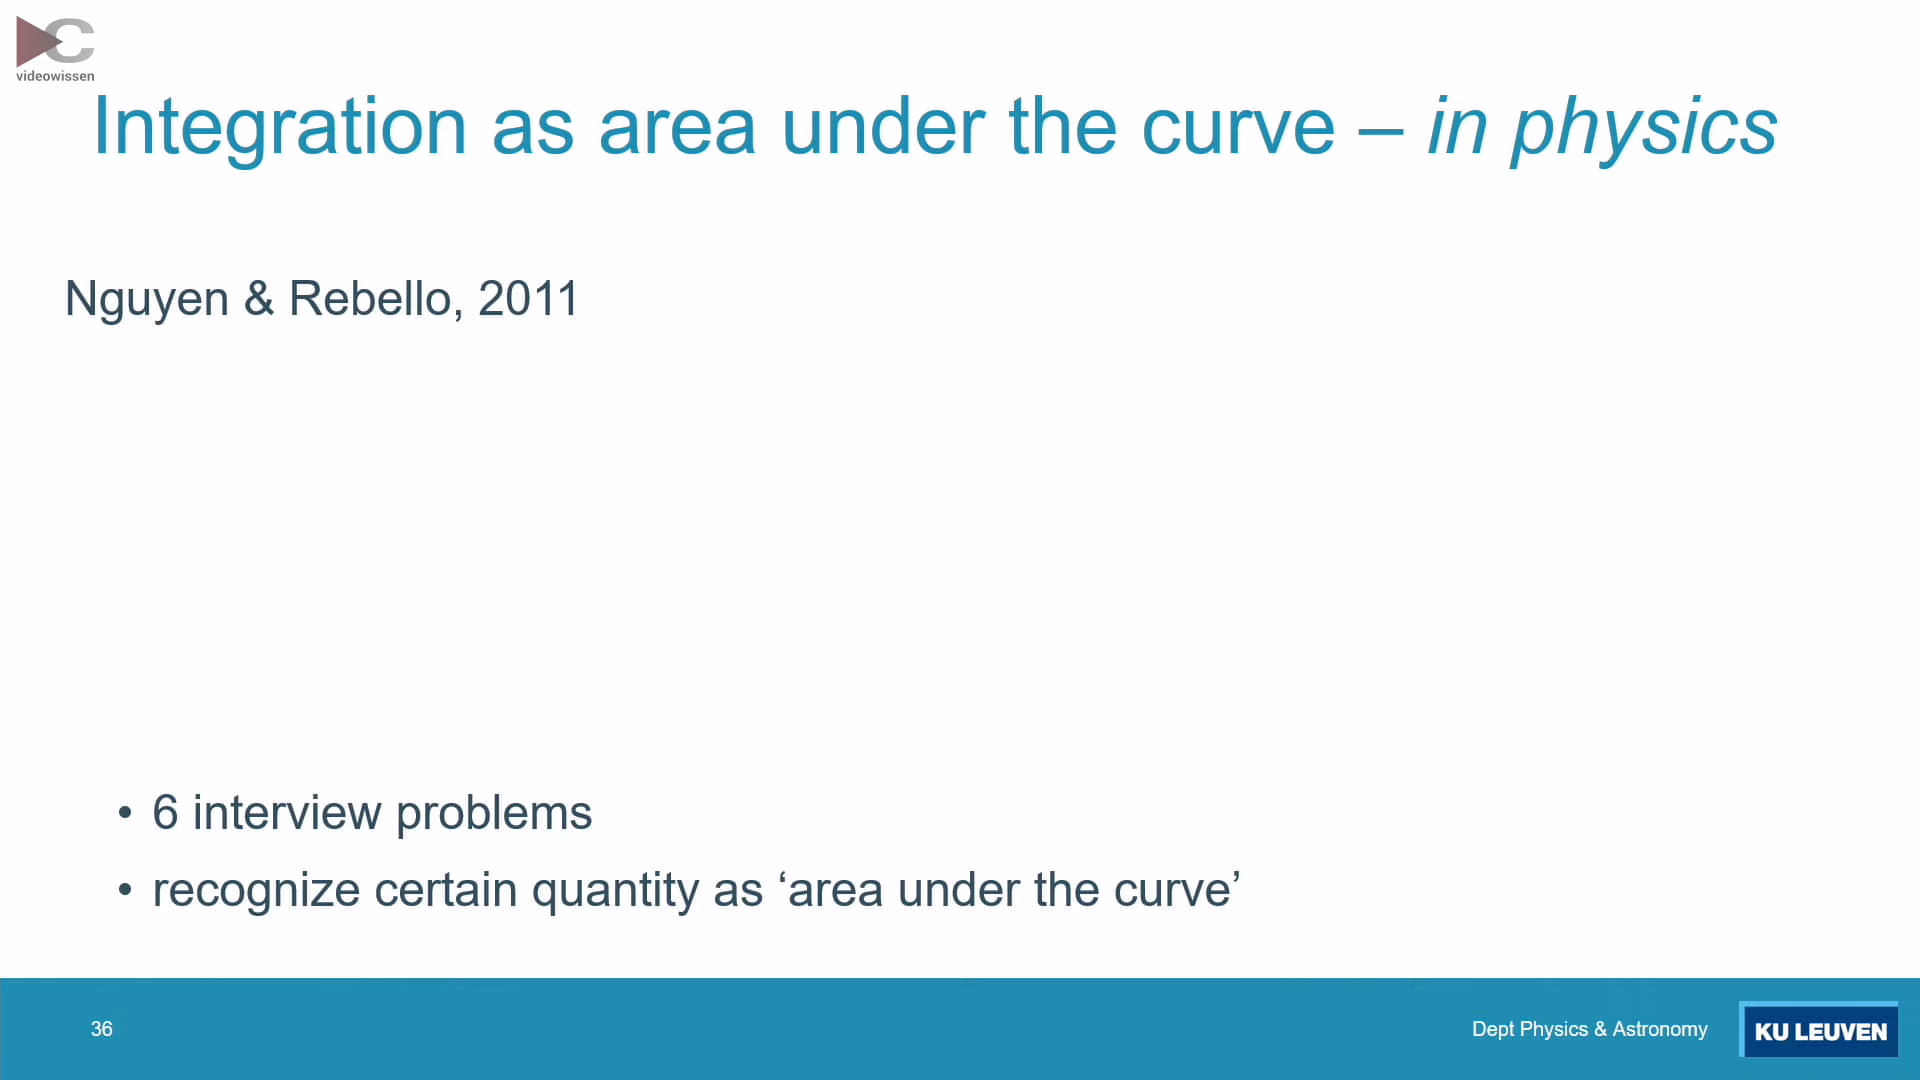 C
videowissen
Integration as area under the curve – in physics
Nguyen & Rebello, 2011
• 6 interview problems
• recognize certain quantity as ‘area under the curve’
36
Dept Physics & Astronomy
KU LEUVEN